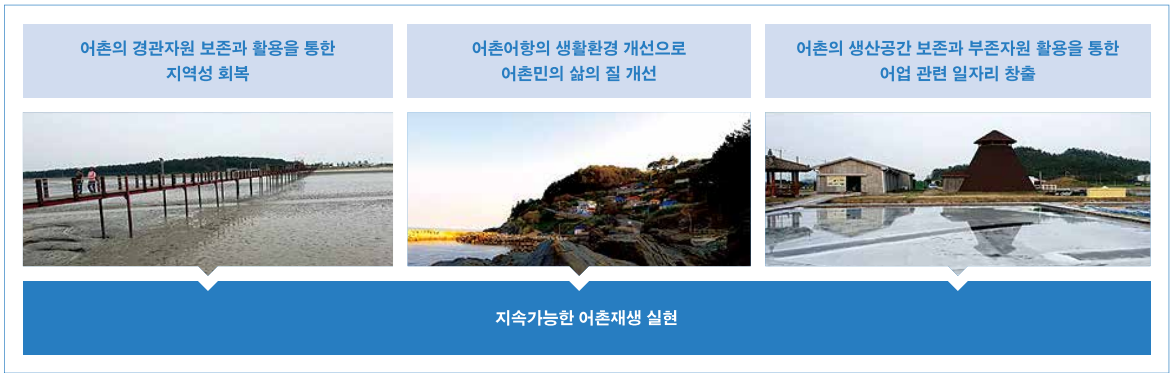 어촌의 경관자원 보존과 활용을 통한
지역성 회복
어촌어항의 생활환경 개선으로
어촌민의 삶의 질 개선
어촌의 생산공간 보존과 부존자원 활용을 통한
어업 관련 일자리 창출
지속가능한 어촌재생 실현